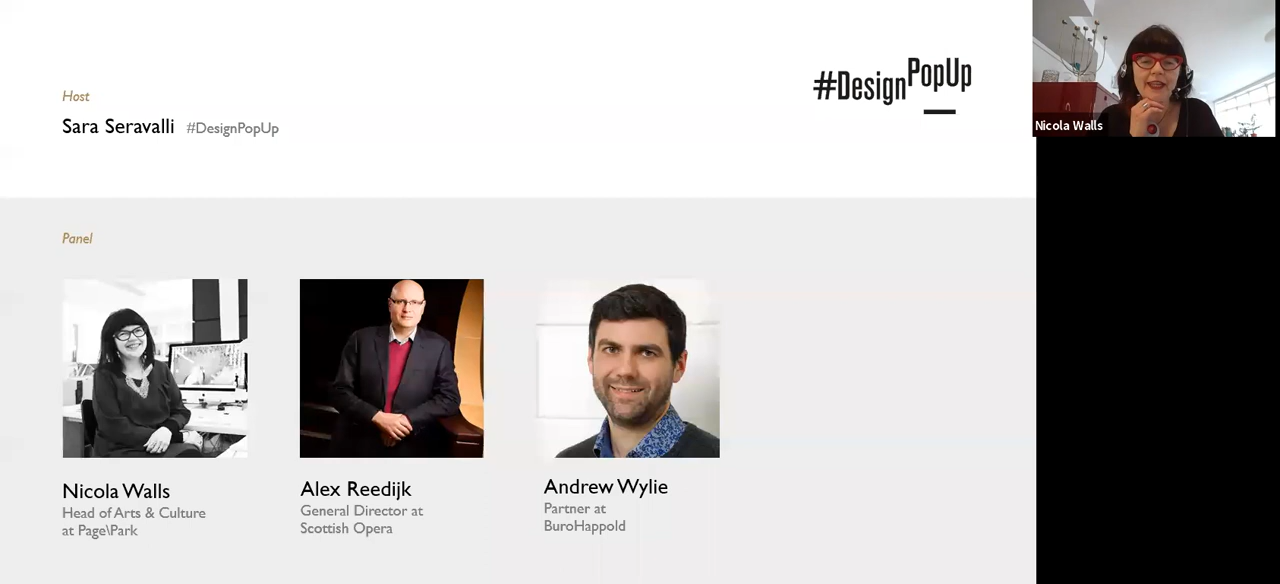 Host
Sara Seravalli #DesignPopUp
#DesignPopUp
Nicola Walls
Panel
Nicola Walls
Head of Arts & Culture
at Page\Park
Alex Reedijk
General Director at
Scottish Opera
Andrew Wylie
Partner at
BuroHappold